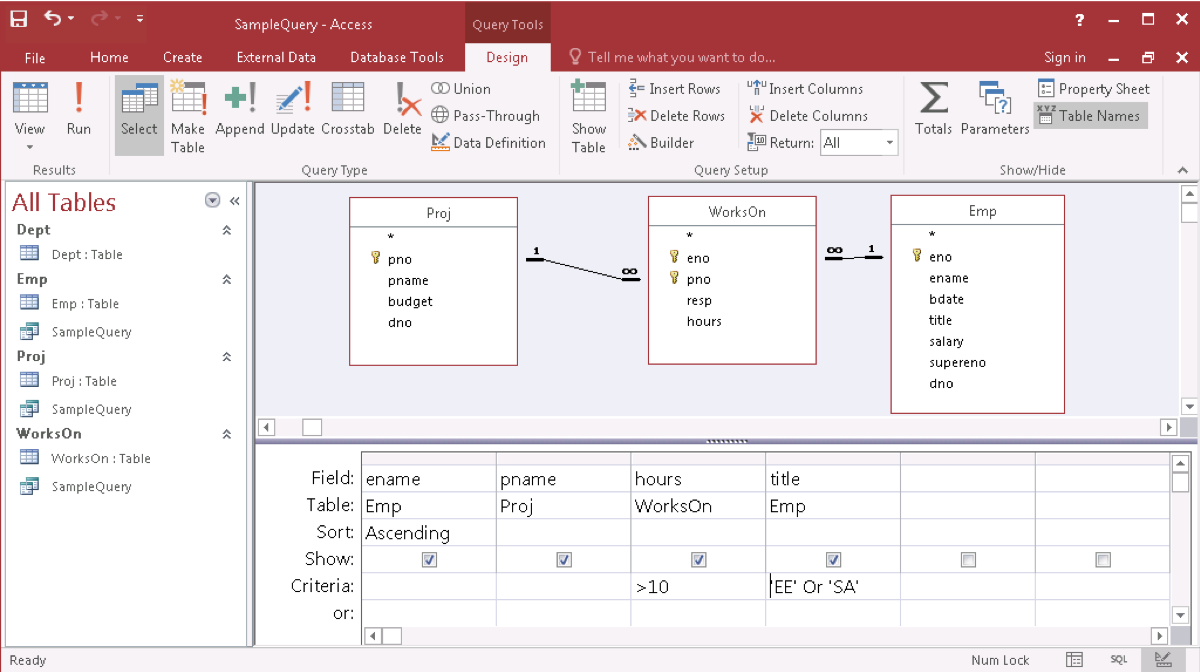 SampleQuery - Access
Query Tools
?
File Home Create External Data Database Tools Design Tell me what you want to do... Sign in
View
Run
Results
Select
Make Table
Append
Update
Crosstab
Delete
Union
Pass-Through
Data Definition
Query Type
Show Table
Insert Rows
Delete Rows
Builder
Insert Columns
Delete Columns
Return: All
Query Setup
Totals
Parameters
Property Sheet
Table Names
Show/Hide
All Tables
Dept
Dept : Table
Emp
Emp : Table
SampleQuery
Proj
Proj : Table
SampleQuery
WorksOn
WorksOn : Table
SampleQuery
Proj
*
pno
pname
budget
dno
1
∞
WorksOn
*
eno
pno
resp
hours
∞
1
Emp
*
eno
ename
bdate
title
salary
supereno
dno
Field: ename pname hours title
Table: Emp Proj WorksOn Emp
Sort: Ascending
Show:
Criteria: >10 'EE' Or 'SA'
or:
Ready
Num Lock
SQL